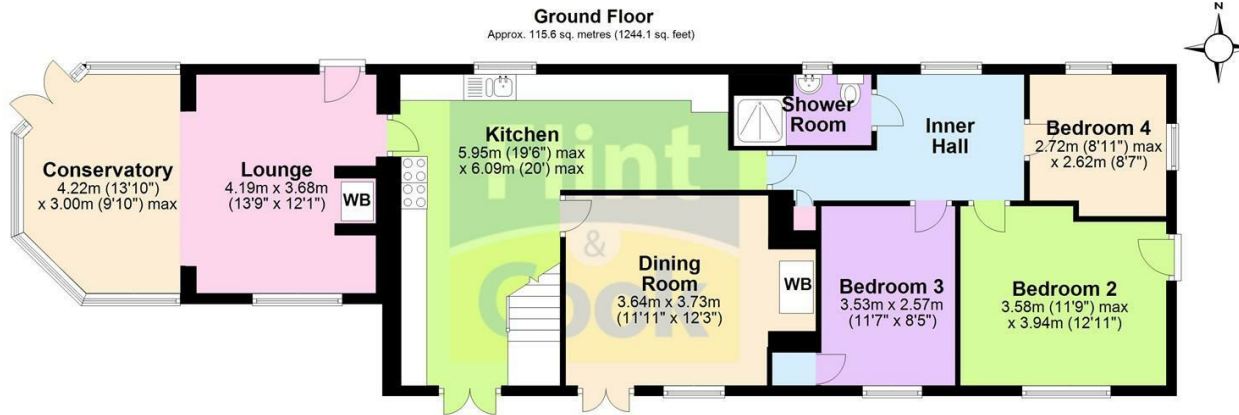 Ground Floor
Approx. 115.6 sq. metres (1244.1 sq. feet)
N
Conservatory
4.22m (13'10")
x 3.00m (9'10") max
Lounge
4.19m x 3.68m
(13'9" x 12'1")
WB
Kitchen
5.95m (19'6") max
x 6.09m (20') max
Shower
Room
Inner
Hall
Bedroom 4
2.72m (8'11") max
x 2.62m (8'7")
Dining
Room
3.64m x 3.73m
(11'11" x 12'3")
WB
Bedroom 3
3.53m x 2.57m
(11'7" x 8'5")
Bedroom 2
3.58m (11'9") max
x 3.94m (12'11")
Flint
&
Cook